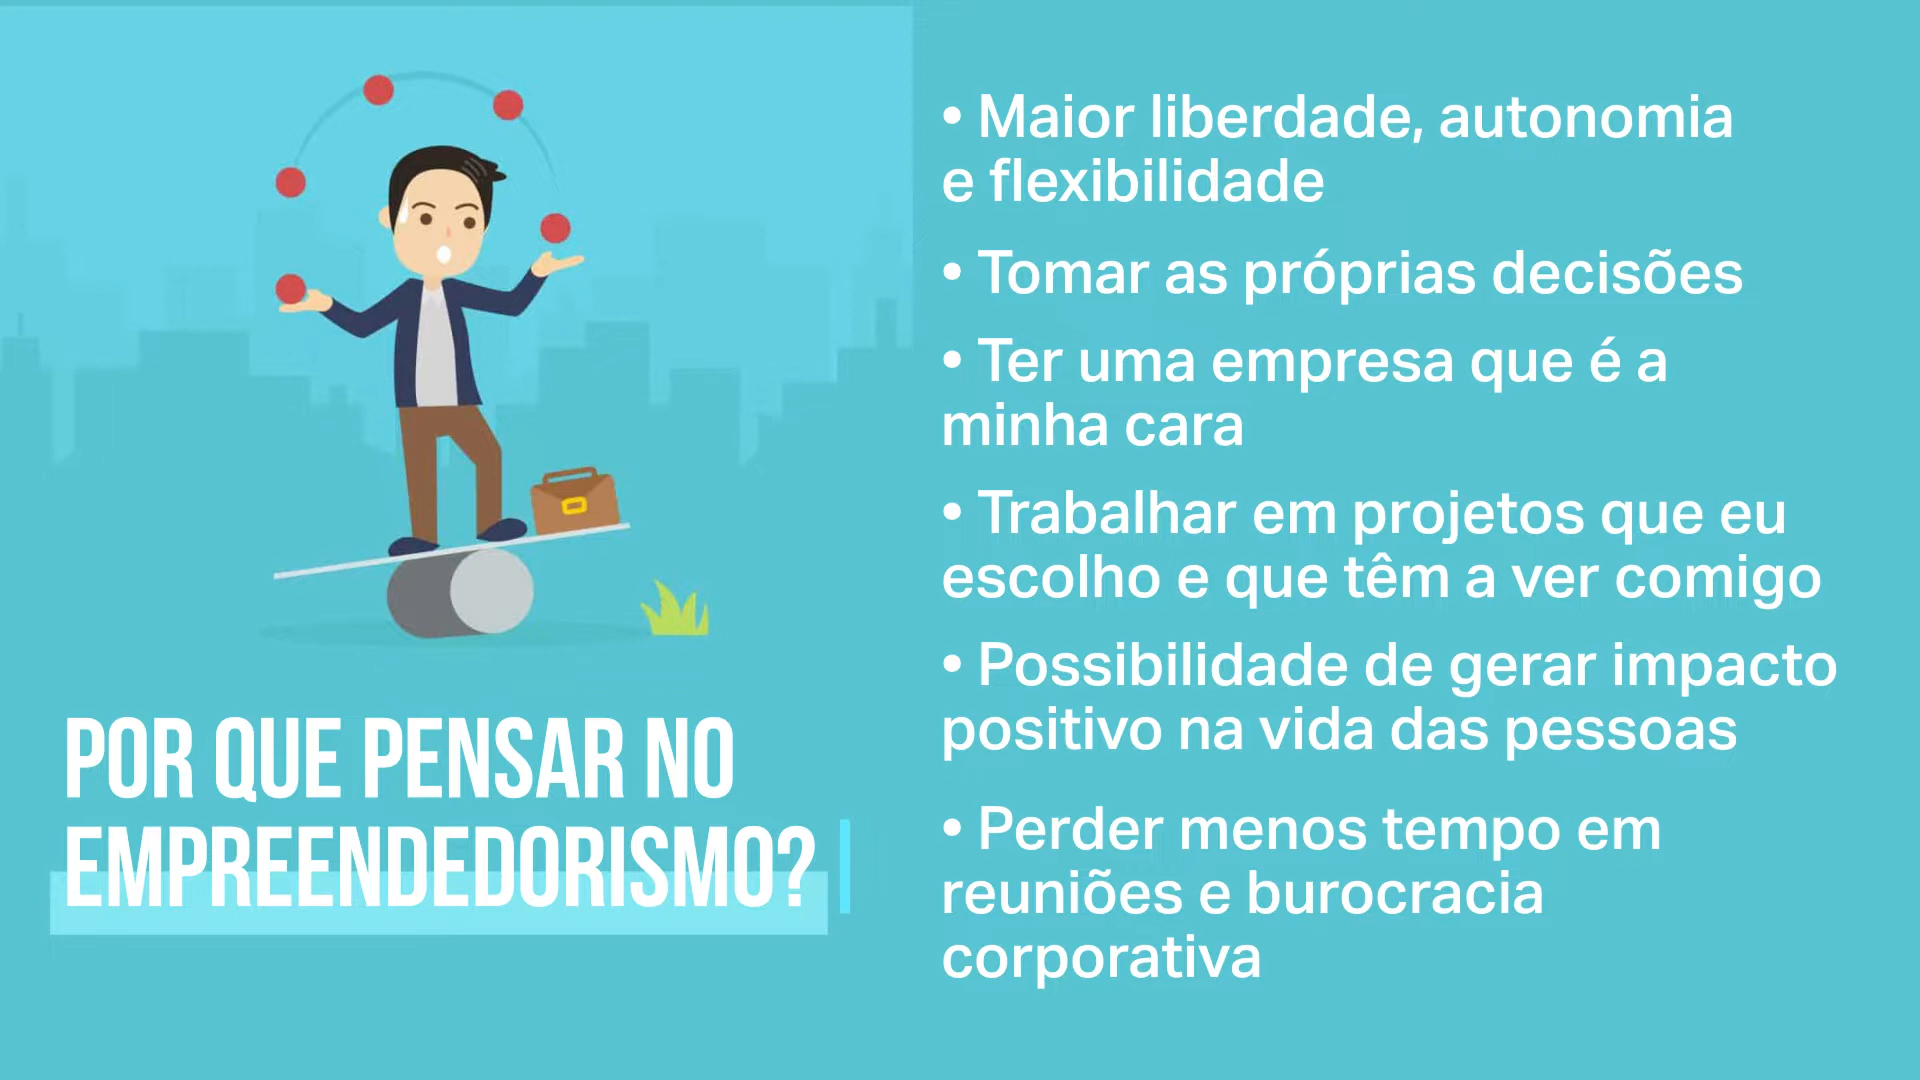 POR QUE PENSAR NO
EMPREENDEDORISMO?
• Maior liberdade, autonomia
e flexibilidade
• Tomar as próprias decisões
• Ter uma empresa que é a
minha cara
• Trabalhar em projetos que eu
escolho e que têm a ver comigo
• Possibilidade de gerar impacto
positivo na vida das pessoas
• Perder menos tempo em
reuniões e burocracia
corporativa